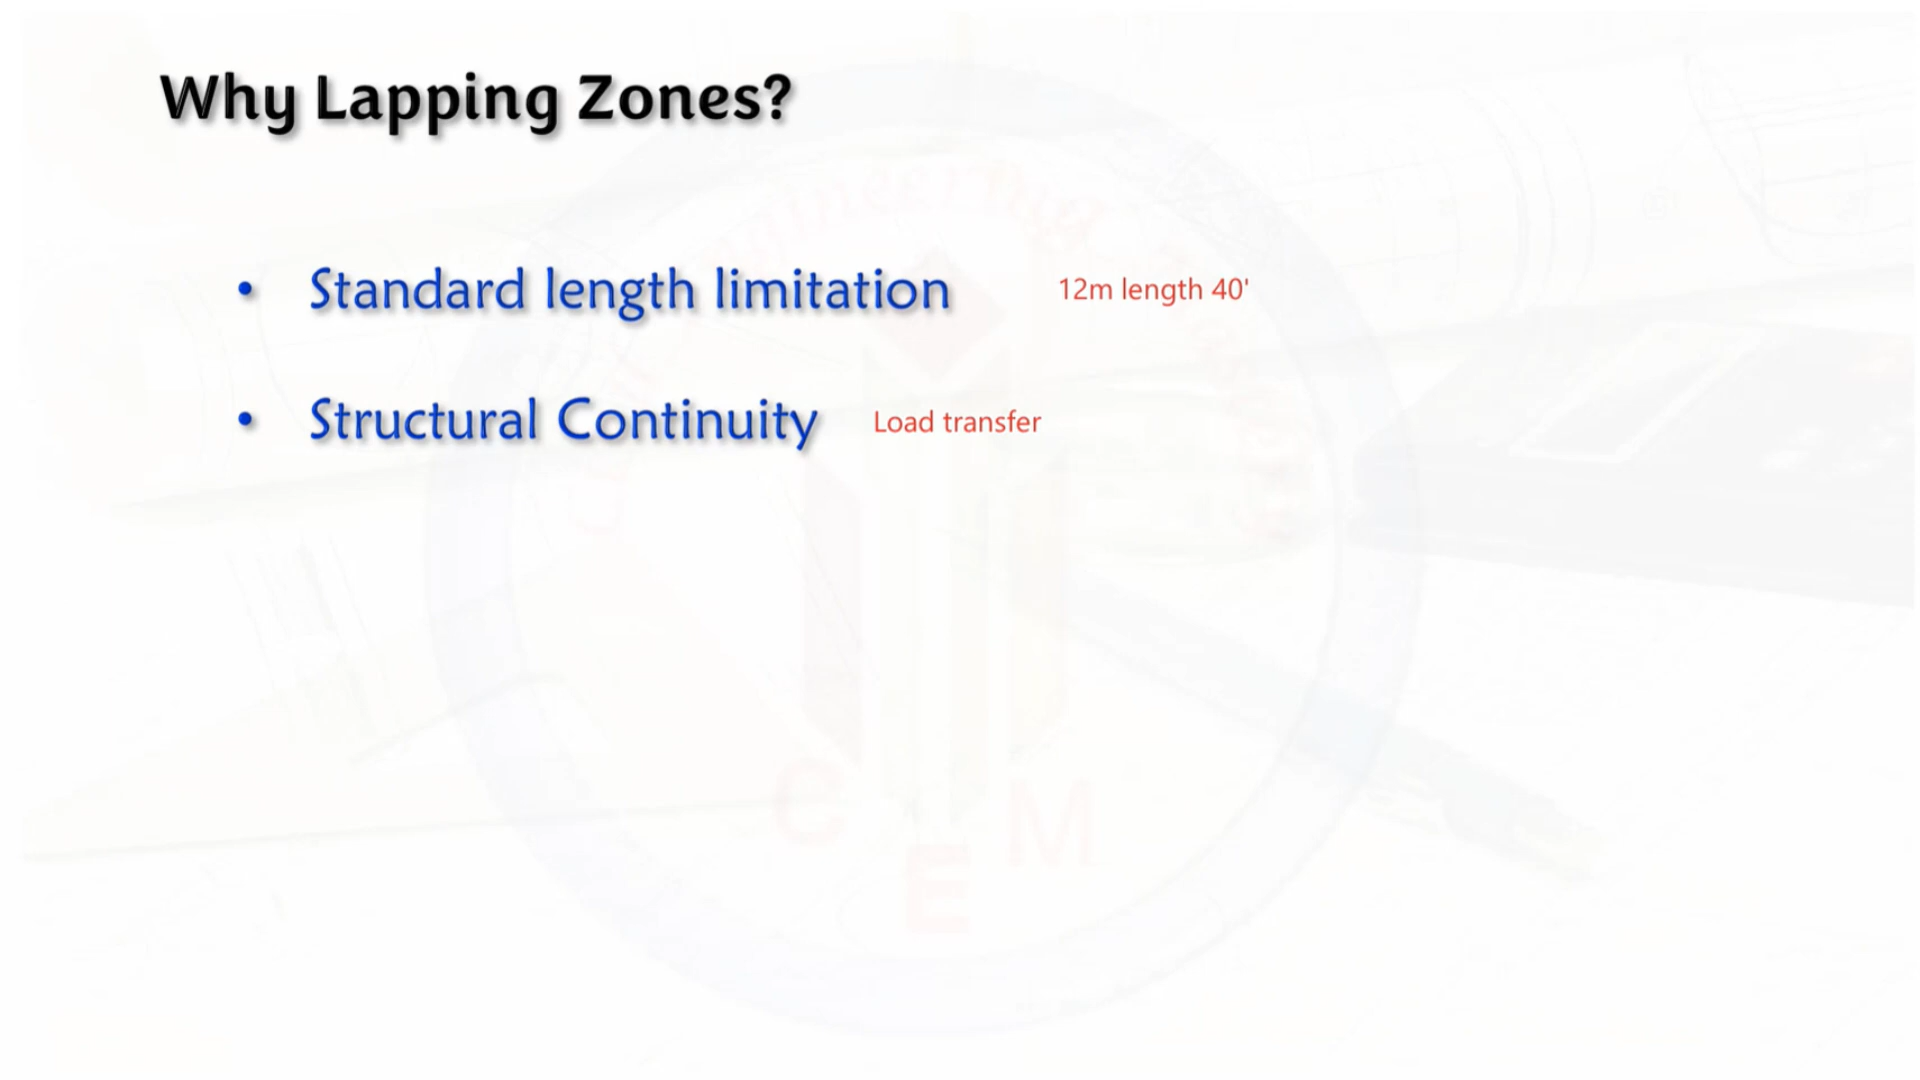 Why Lapping Zones?
• Standard length limitation 12m length 40'
• Structural Continuity Load transfer
C E M